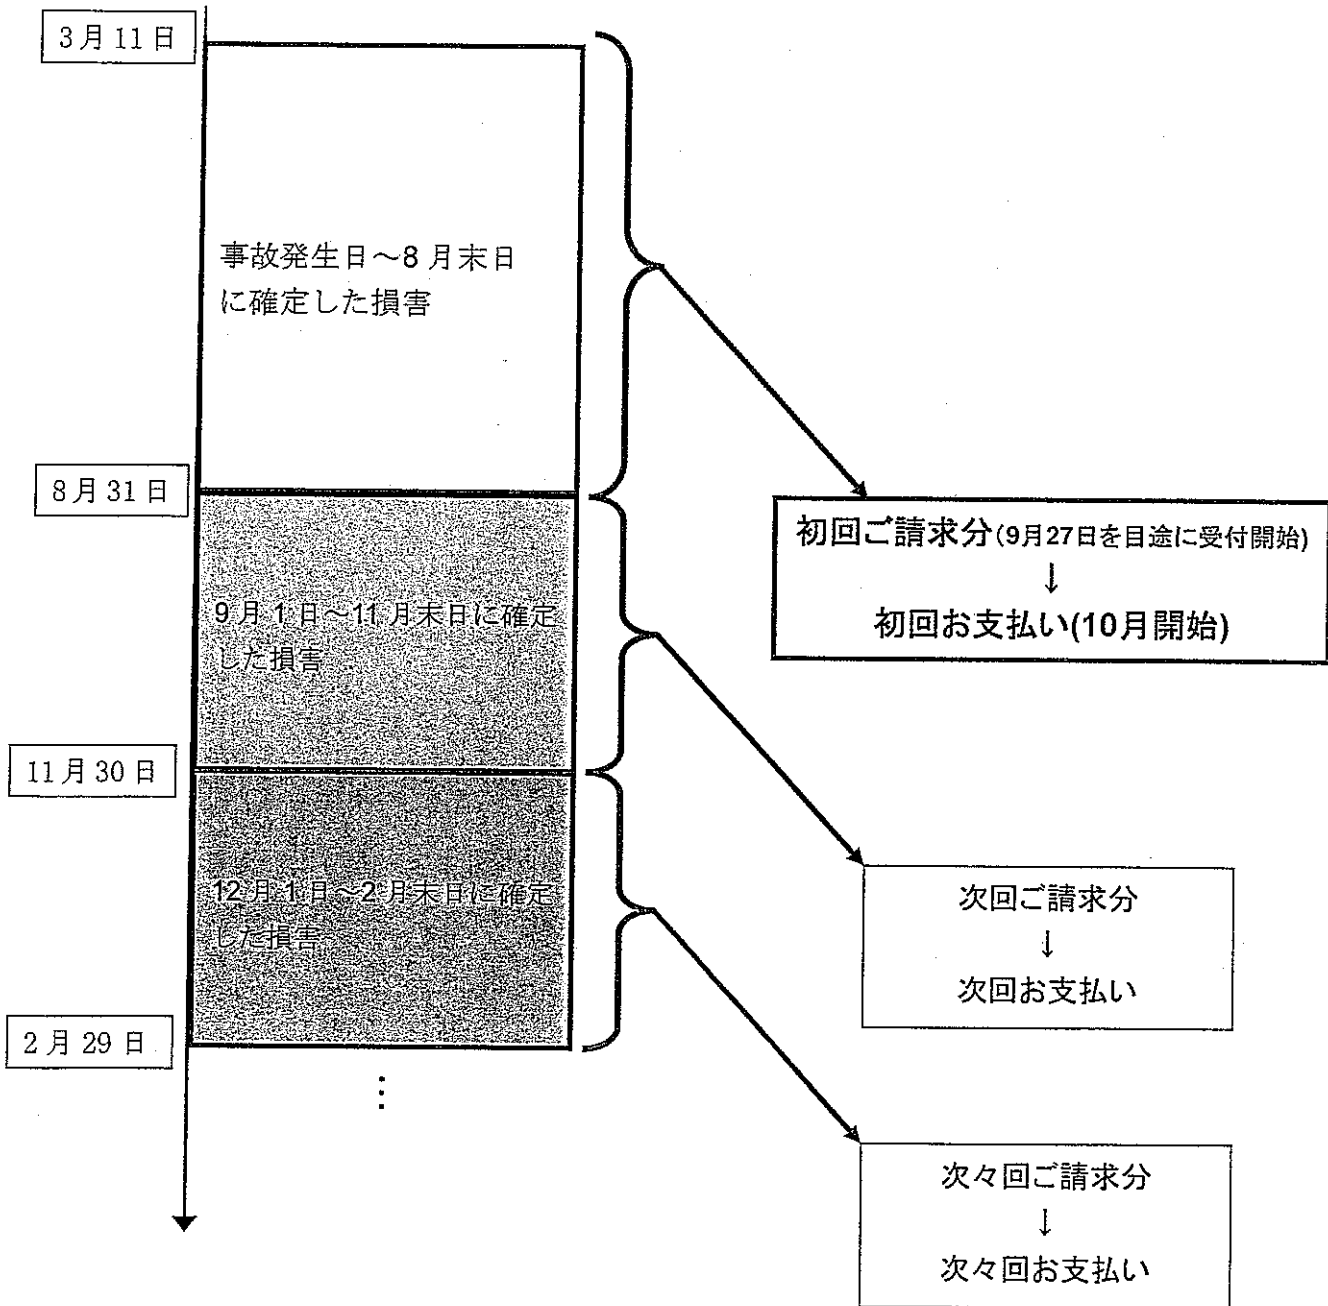 3月11日
事故発生日～8月末日
に確定した損害
8月31日
初回ご請求分(9月27日を目途に受付開始)
↓
初回お支払い(10月開始)
9月1日～11月末日に確定
した損害
11月30日
12月1日～2月末日に確定
した損害
次回ご請求分
↓
次回お支払い
2月29日
⋮
次々回ご請求分
↓
次々回お支払い